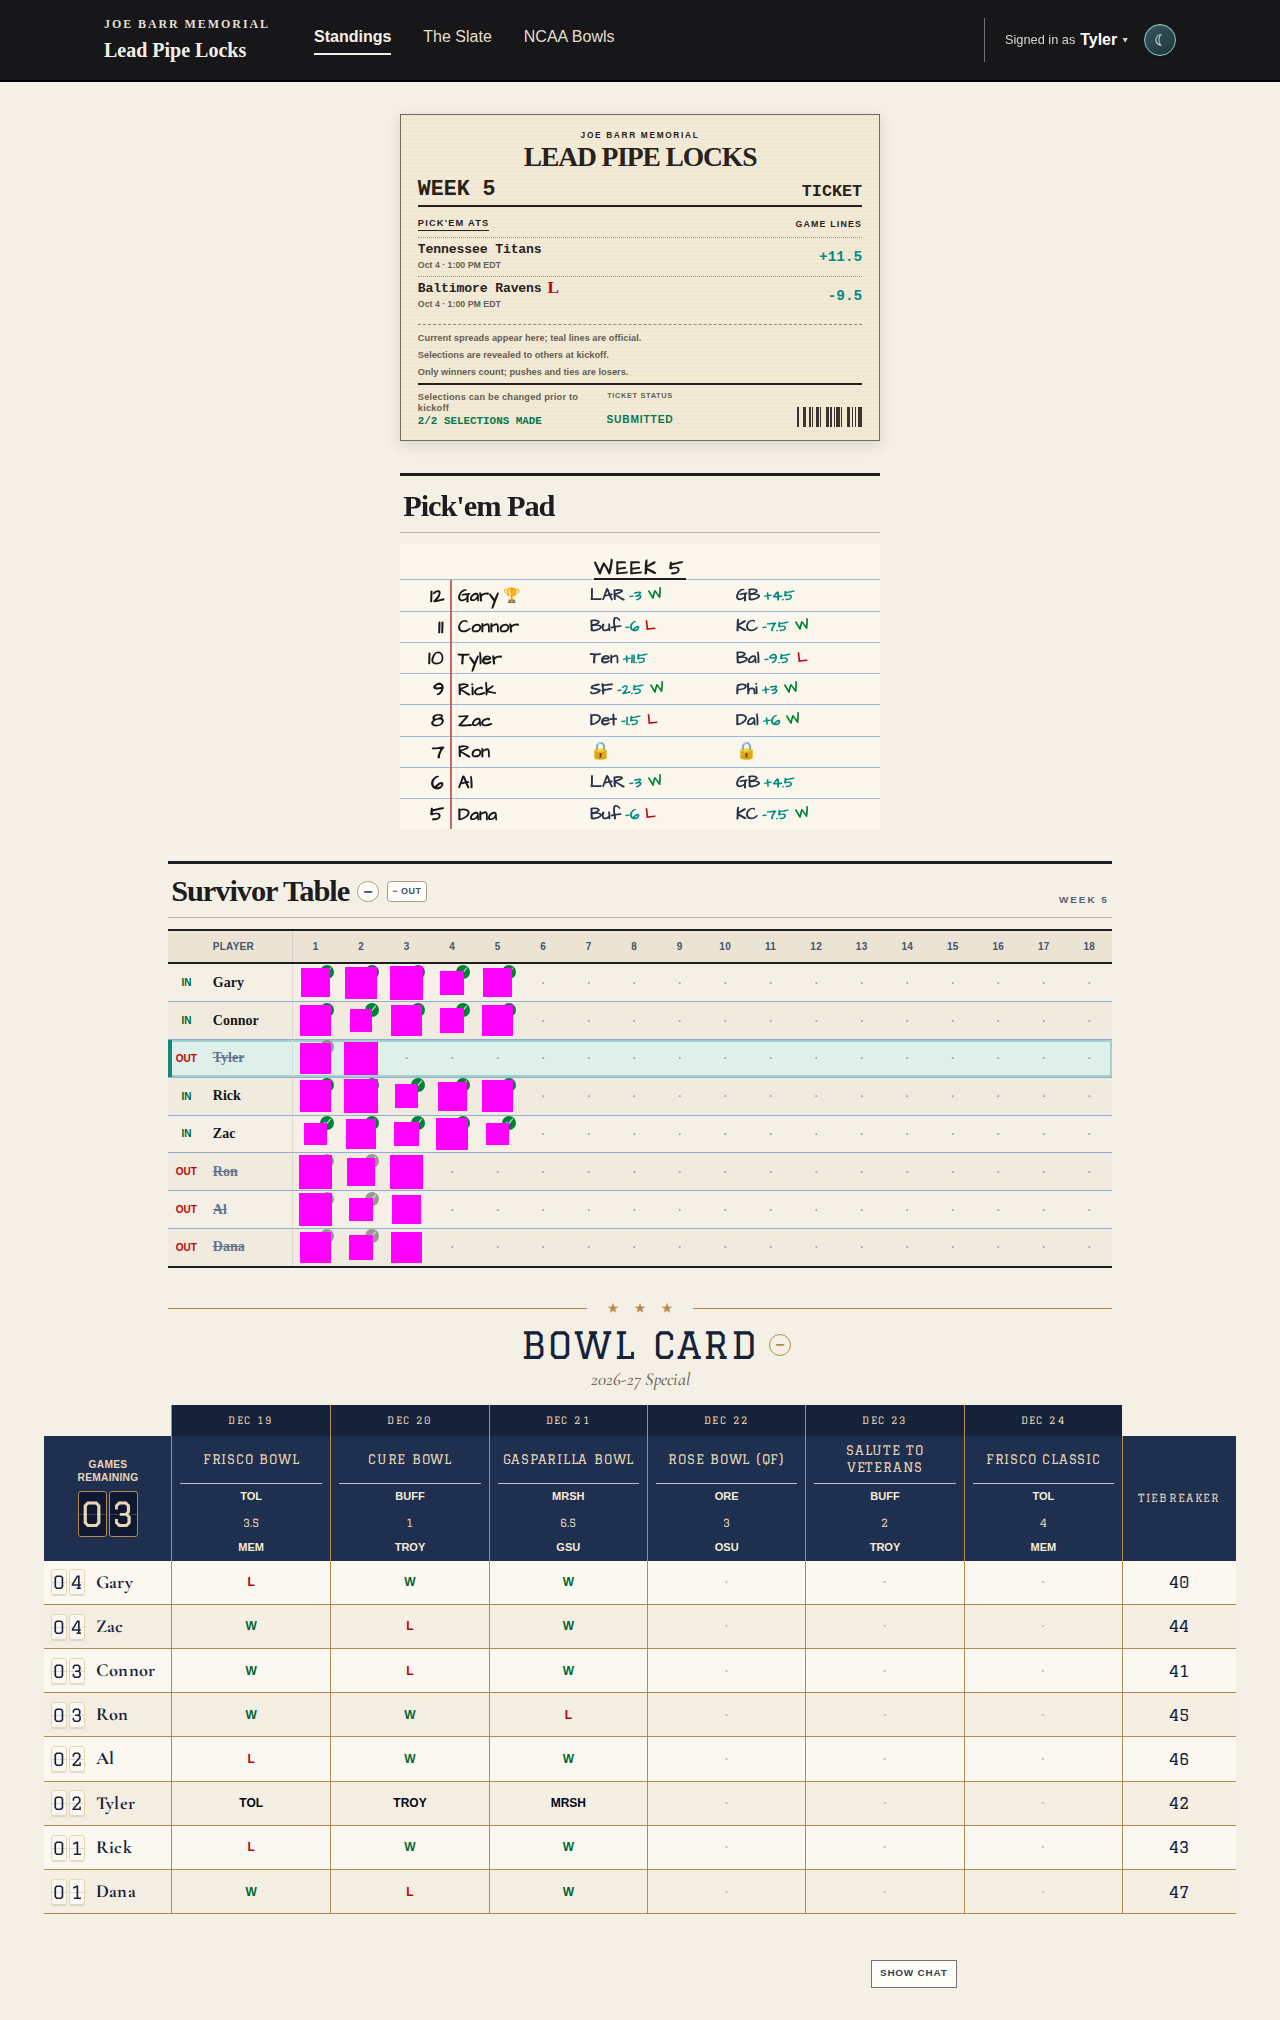 JOE BARR MEMORIAL
Lead Pipe Locks
Standings The Slate NCAA Bowls
Signed in as Tyler ▾
JOE BARR MEMORIAL
LEAD PIPE LOCKS
WEEK 5 TICKET
PICK'EM ATS GAME LINES
Tennessee Titans +11.5
Oct 4 · 1:00 PM EDT
Baltimore Ravens L -9.5
Oct 4 · 1:00 PM EDT
Current spreads appear here; teal lines are official.
Selections are revealed to others at kickoff.
Only winners count; pushes and ties are losers.
Selections can be changed prior to kickoff
2/2 SELECTIONS MADE
TICKET STATUS
SUBMITTED
Pick'em Pad
WEEK 5
12 Gary 🏆 LAR -3 W GB +4.5
11 Connor Buf -6 L KC -7.5 W
10 Tyler Ten +11.5 Bal -9.5 L
9 Rick SF -2.5 W Phi +3 W
8 Zac Det -1.5 L Dal +6 W
7 Ron 🔒 🔒
6 Al LAR -3 W GB +4.5
5 Dana Buf -6 L KC -7.5 W
Survivor Table − − OUT
WEEK 5
PLAYER 1 2 3 4 5 6 7 8 9 10 11 12 13 14 15 16 17 18
IN Gary
IN Connor
OUT Tyler
IN Rick
IN Zac
OUT Ron
OUT Al
OUT Dana
★ ★ ★
BOWL CARD −
2026-27 Special
DEC 19 DEC 20 DEC 21 DEC 22 DEC 23 DEC 24
GAMES REMAINING 03
FRISCO BOWL CURE BOWL GASPARILLA BOWL ROSE BOWL (QF) SALUTE TO VETERANS FRISCO CLASSIC TIEBREAKER
TOL BUFF MRSH ORE BUFF TOL
3.5 1 6.5 3 2 4
MEM TROY GSU OSU TROY MEM
04 Gary L W W · · · 40
04 Zac W L W · · · 44
03 Connor W L W · · · 41
03 Ron W W L · · · 45
02 Al L W W · · · 46
02 Tyler TOL TROY MRSH · · · 42
01 Rick L W W · · · 43
01 Dana W L W · · · 47
SHOW CHAT